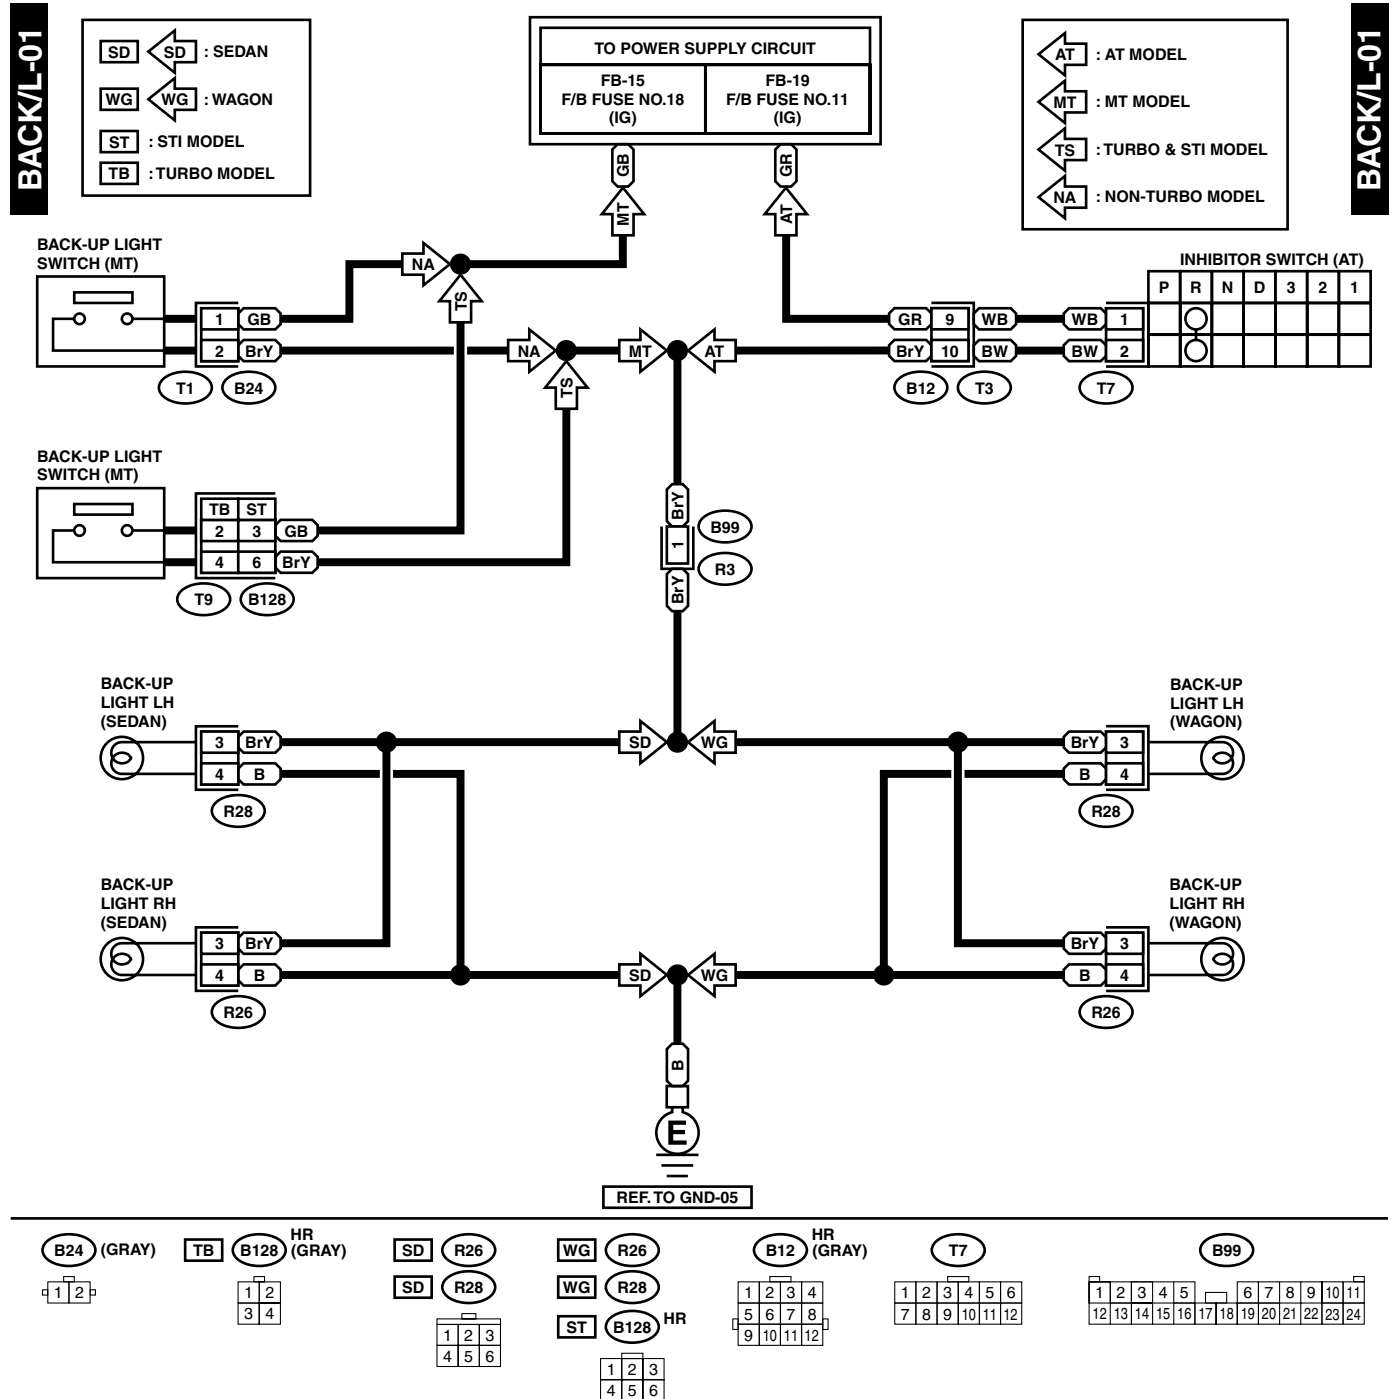 BACK/L-01
BACK/L-01
SD SD : SEDAN
WG WG : WAGON
ST : STI MODEL
TB : TURBO MODEL
TO POWER SUPPLY CIRCUIT
FB-15
F/B FUSE NO.18
(IG)
FB-19
F/B FUSE NO.11
(IG)
AT : AT MODEL
MT : MT MODEL
TS : TURBO & STI MODEL
NA : NON-TURBO MODEL
GB
MT
GR
AT
BACK-UP LIGHT
SWITCH (MT)
1 GB
2 BrY
T1 B24
NA
TS
NA
TS
MT
AT
INHIBITOR SWITCH (AT)
P R N D 3 2 1
GR 9 WB WB 1
BrY 10 BW BW 2
B12 T3 T7
BACK-UP LIGHT
SWITCH (MT)
TB ST
2 3 GB
4 6 BrY
T9 B128
BrY
1
BrY
B99
R3
BACK-UP
LIGHT LH
(SEDAN)
3 BrY
4 B
R28
SD
WG
BACK-UP
LIGHT LH
(WAGON)
BrY 3
B 4
R28
BACK-UP
LIGHT RH
(SEDAN)
3 BrY
4 B
R26
SD
WG
BACK-UP
LIGHT RH
(WAGON)
BrY 3
B 4
R26
B
E
REF. TO GND-05
B24 (GRAY)
1 2
TB B128 HR
(GRAY)
1 2
3 4
SD R26
SD R28
1 2 3
4 5 6
WG R26
WG R28
ST B128 HR
1 2 3
4 5 6
B12 HR
(GRAY)
1 2 3 4
5 6 7 8
9 10 11 12
T7
1 2 3 4 5 6
7 8 9 10 11 12
B99
1 2 3 4 5 6 7 8 9 10 11
12 13 14 15 16 17 18 19 20 21 22 23 24